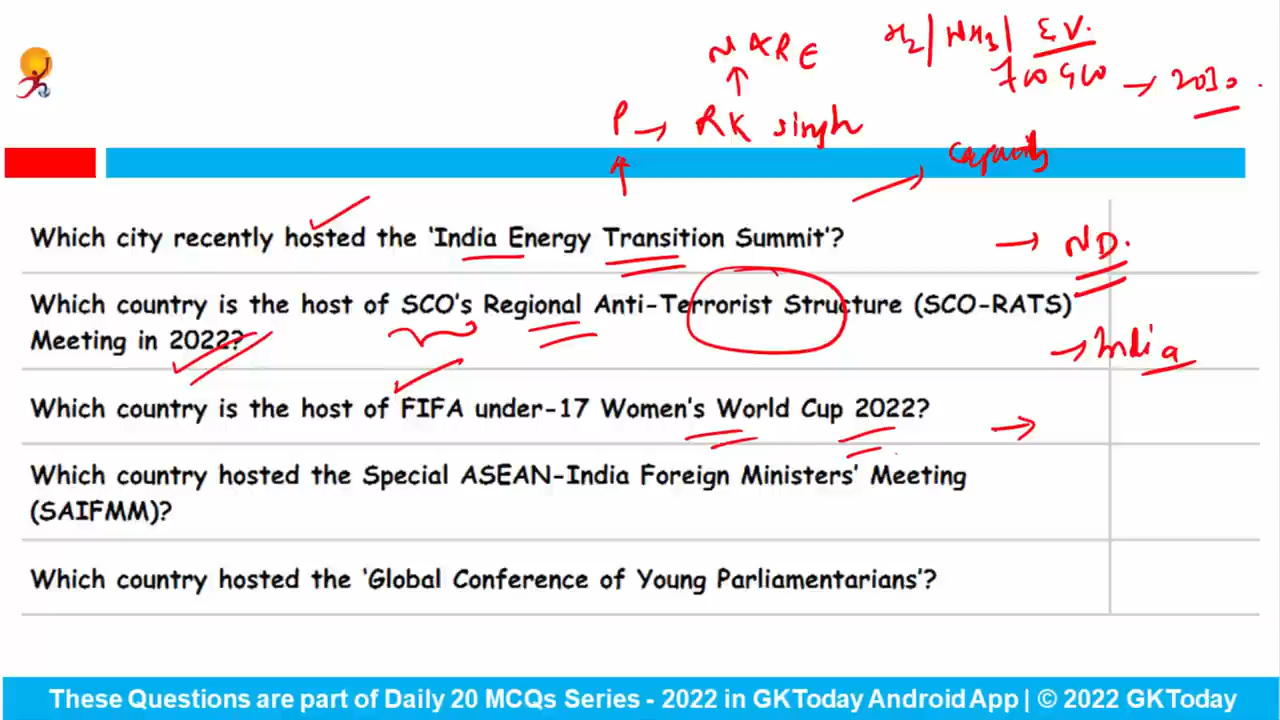 H2 | NH3 | E.V.
N & R E
700 GW → 2030.
P → RK Singh
capacity
Which city recently hosted the ‘India Energy Transition Summit’?
→ ND.
Which country is the host of SCO’s Regional Anti-Terrorist Structure (SCO-RATS)
Meeting in 2022?
→ India
Which country is the host of FIFA under-17 Women’s World Cup 2022?
→
Which country hosted the Special ASEAN-India Foreign Ministers’ Meeting
(SAIFMM)?
Which country hosted the ‘Global Conference of Young Parliamentarians’?
These Questions are part of Daily 20 MCQs Series - 2022 in GKToday Android App | © 2022 GKToday